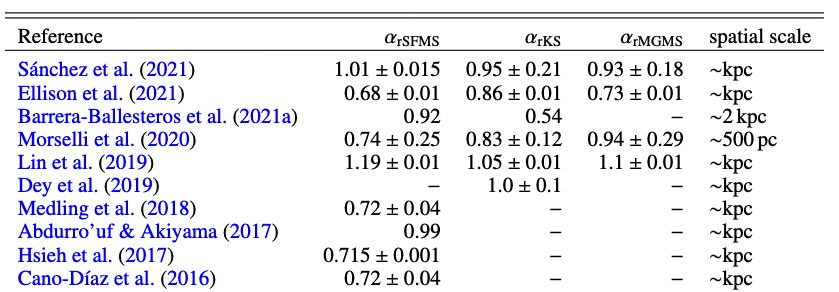 Reference α_rSFMS α_rKS α_rMGMS spatial scale
Sánchez et al. (2021) 1.01 ± 0.015 0.95 ± 0.21 0.93 ± 0.18 ~kpc
Ellison et al. (2021) 0.68 ± 0.01 0.86 ± 0.01 0.73 ± 0.01 ~kpc
Barrera-Ballesteros et al. (2021a) 0.92 0.54 – ~2 kpc
Morselli et al. (2020) 0.74 ± 0.25 0.83 ± 0.12 0.94 ± 0.29 ~500 pc
Lin et al. (2019) 1.19 ± 0.01 1.05 ± 0.01 1.1 ± 0.01 ~kpc
Dey et al. (2019) – 1.0 ± 0.1 – ~kpc
Medling et al. (2018) 0.72 ± 0.04 – – ~kpc
Abdurro'uf & Akiyama (2017) 0.99 – – ~kpc
Hsieh et al. (2017) 0.715 ± 0.001 – – ~kpc
Cano-Díaz et al. (2016) 0.72 ± 0.04 – – ~kpc